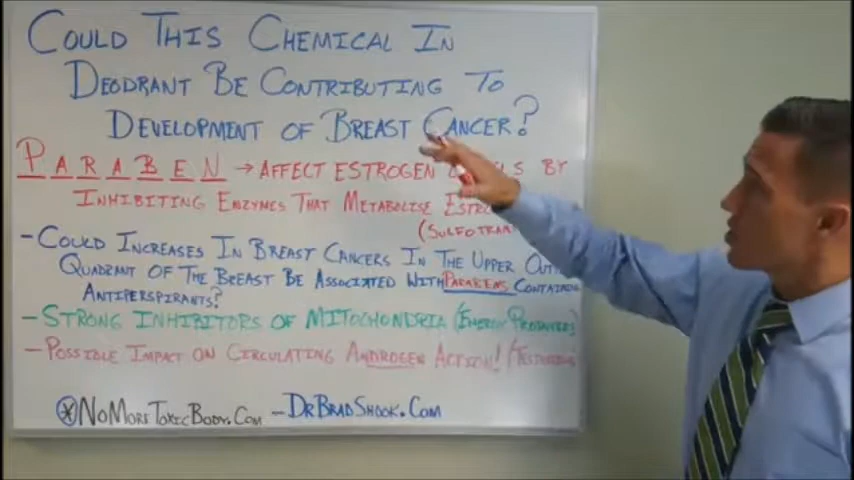 COULD THIS CHEMICAL IN
DEODRANT BE CONTRIBUTING TO
DEVELOPMENT OF BREAST CANCER?
PARABEN → AFFECT ESTROGEN BY
INHIBITING ENZYMES THAT METABOLISE
- COULD INCREASES IN BREAST CANCERS IN THE UPPER
QUADRANT OF THE BREAST BE ASSOCIATED WITH PARABENS
ANTIPERSPIRANTS?
- STRONG INHIBITORS OF MITOCHONDRIA (ENERGY PRODUCERS)
- POSSIBLE IMPACT ON CIRCULATING ANDROGEN ACTION!
NOMORETOXICBODY.COM - DRBRADSHOOK.COM